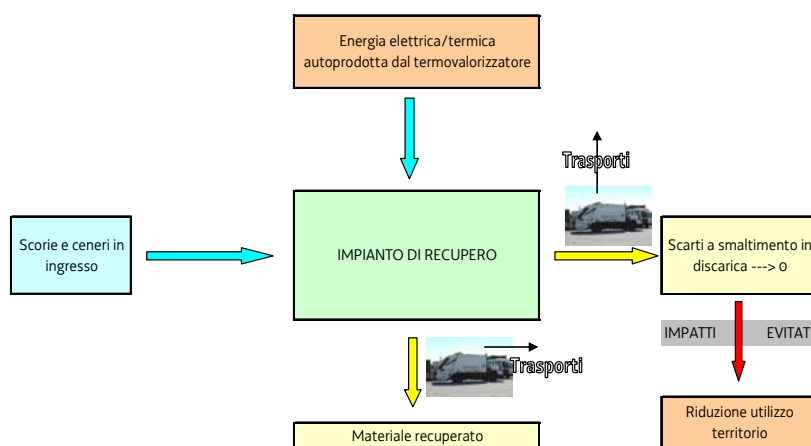 Energia elettrica/termica
autoprodotta dal termovalorizzatore
Trasporti
Scorie e ceneri in
ingresso
IMPIANTO DI RECUPERO
Scarti a smaltimento in
discarica ---> 0
IMPATTI EVITAT
Trasporti
Materiale recuperato
Riduzione utilizzo
territorio